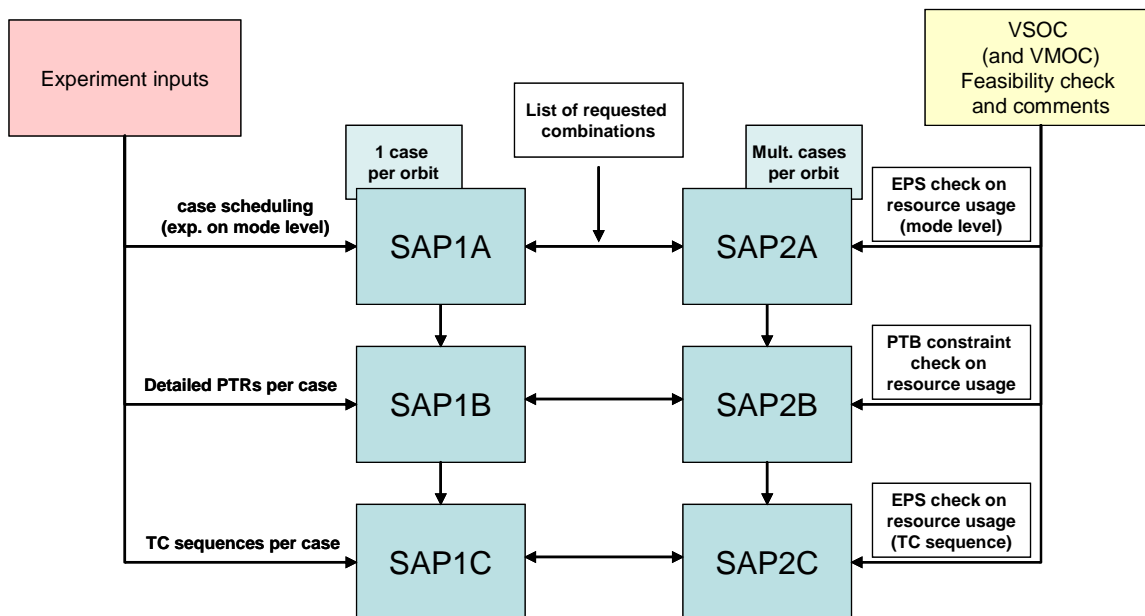 Experiment inputs
VSOC
(and VMOC)
Feasibility check
and comments
List of requested
combinations
1 case
per orbit
Mult. cases
per orbit
case scheduling
(exp. on mode level)
SAP1A
SAP2A
EPS check on
resource usage
(mode level)
Detailed PTRs per case
SAP1B
SAP2B
PTB constraint
check on
resource usage
TC sequences per case
SAP1C
SAP2C
EPS check on
resource usage
(TC sequence)